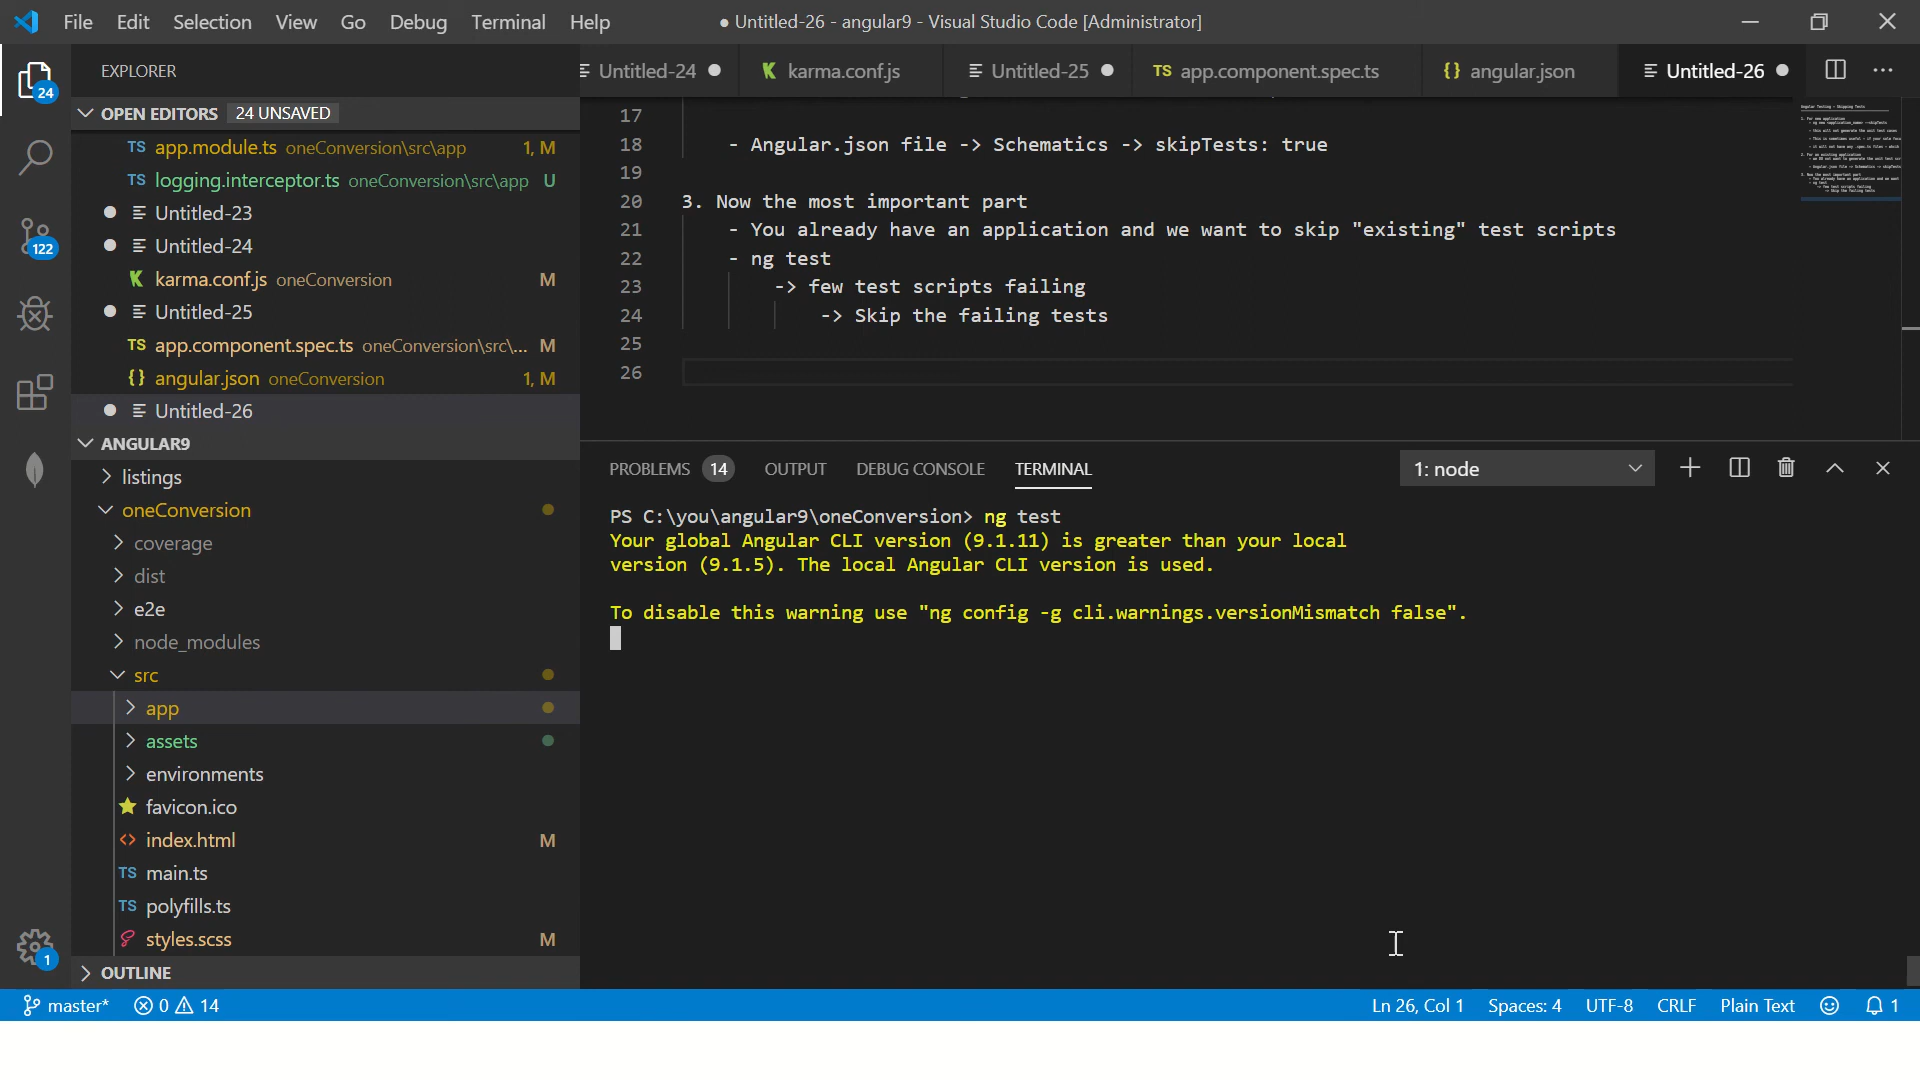 File Edit Selection View Go Debug Terminal Help
● Untitled-26 - angular9 - Visual Studio Code [Administrator]
EXPLORER
Untitled-24
karma.conf.js
Untitled-25
TS app.component.spec.ts
{} angular.json
Untitled-26
24
OPEN EDITORS 24 UNSAVED
TS app.module.ts oneConversion\src\app 1, M
TS logging.interceptor.ts oneConversion\src\app U
Untitled-23
Untitled-24
karma.conf.js oneConversion M
Untitled-25
TS app.component.spec.ts oneConversion\src\... M
{} angular.json oneConversion 1, M
Untitled-26
122
ANGULAR9
listings
oneConversion
coverage
dist
e2e
node_modules
src
app
assets
environments
favicon.ico
index.html M
TS main.ts
TS polyfills.ts
styles.scss M
1
OUTLINE
17
18 - Angular.json file -> Schematics -> skipTests: true
19
20 3. Now the most important part
21 - You already have an application and we want to skip "existing" test scripts
22 - ng test
23 -> few test scripts failing
24 -> Skip the failing tests
25
26
PROBLEMS 14 OUTPUT DEBUG CONSOLE TERMINAL
1: node
PS C:\you\angular9\oneConversion> ng test
Your global Angular CLI version (9.1.11) is greater than your local
version (9.1.5). The local Angular CLI version is used.
To disable this warning use "ng config -g cli.warnings.versionMismatch false".
master* 0 14
Ln 26, Col 1 Spaces: 4 UTF-8 CRLF Plain Text 1